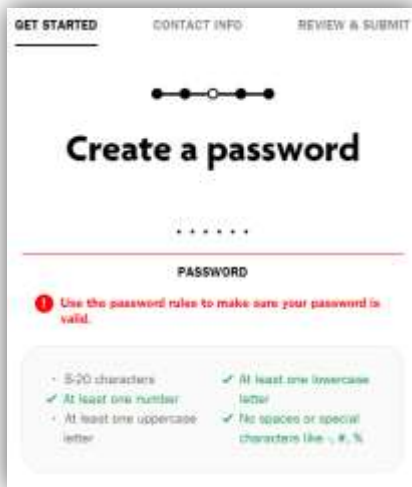 GET STARTED CONTACT INFO REVIEW & SUBMIT
Create a password
••••••
PASSWORD
! Use the password rules to make sure your password is
valid.
8-20 characters
✓ At least one number
At least one uppercase
letter
✓ At least one lowercase
letter
✓ No spaces or special
characters like -, #, %